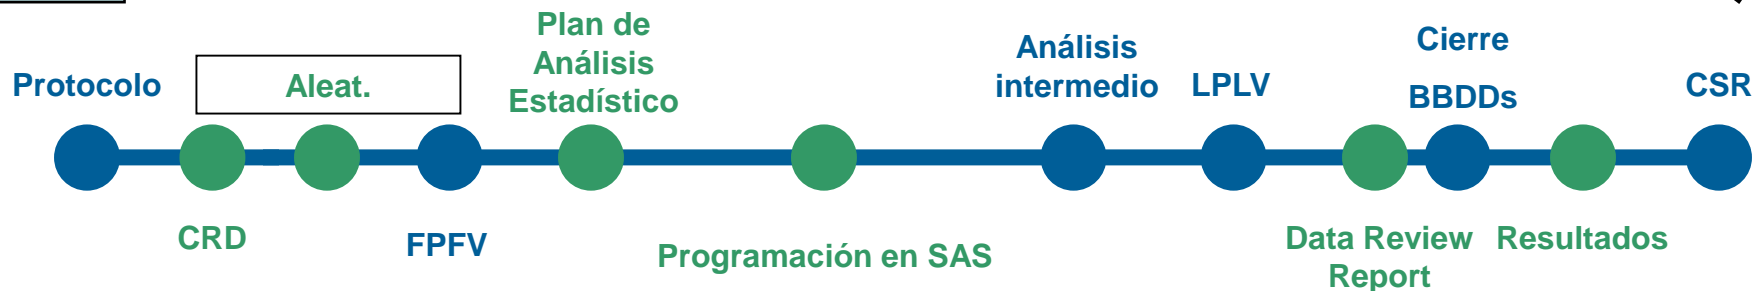 Protocolo
Aleat.
Plan de
Análisis
Estadístico
Análisis
intermedio
LPLV
Cierre
BBDDs
CSR
CRD
FPFV
Programación en SAS
Data Review
Report
Resultados